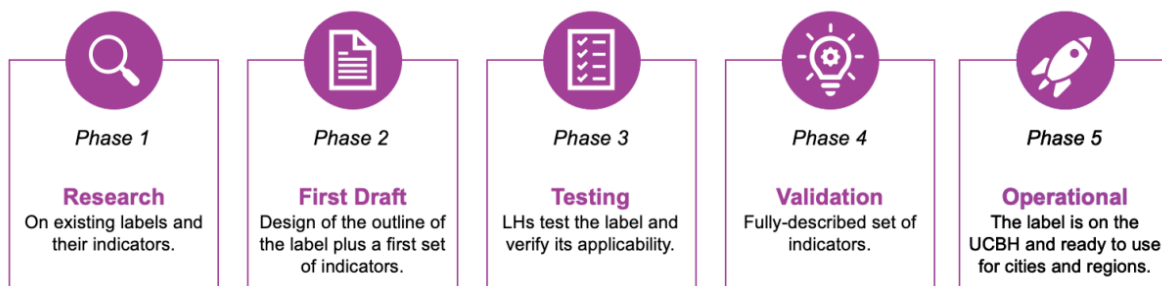 Phase 1
Research
On existing labels and
their indicators.
Phase 2
First Draft
Design of the outline of
the label plus a first set
of indicators.
Phase 3
Testing
LHs test the label and
verify its applicability.
Phase 4
Validation
Fully-described set of
indicators.
Phase 5
Operational
The label is on the
UCBH and ready to use
for cities and regions.